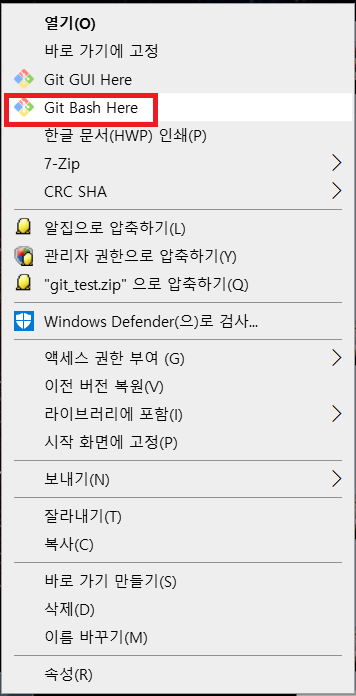 열기(O)
바로 가기에 고정
Git GUI Here
Git Bash Here
한글 문서(HWP) 인쇄(P)
7-Zip
CRC SHA
알집으로 압축하기(L)
관리자 권한으로 압축하기(Y)
"git_test.zip" 으로 압축하기(Q)
Windows Defender(으)로 검사...
액세스 권한 부여 (G)
이전 버전 복원(V)
라이브러리에 포함(I)
시작 화면에 고정(P)
보내기(N)
잘라내기(T)
복사(C)
바로 가기 만들기(S)
삭제(D)
이름 바꾸기(M)
속성(R)